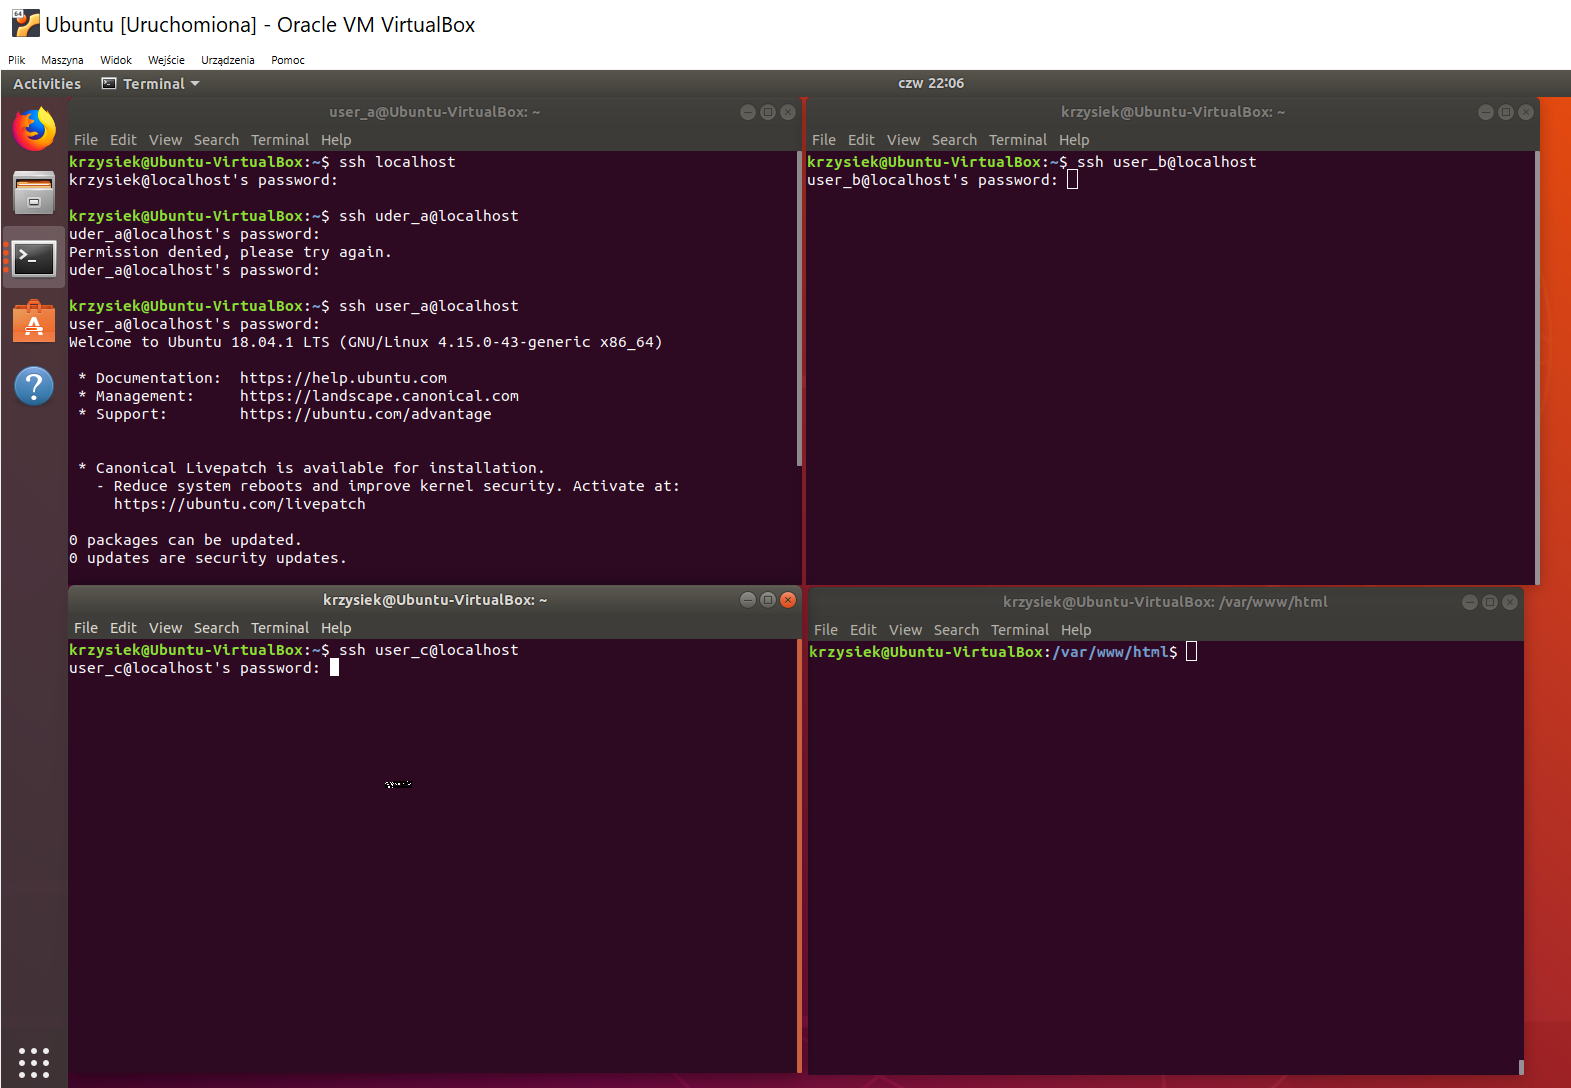 Ubuntu [Uruchomiona] - Oracle VM VirtualBox
Plik Maszyna Widok Wejście Urządzenia Pomoc
Activities Terminal czw 22:06
user_a@Ubuntu-VirtualBox: ~
File Edit View Search Terminal Help
krzysiek@Ubuntu-VirtualBox:~$ ssh localhost
krzysiek@localhost's password:
krzysiek@Ubuntu-VirtualBox:~$ ssh uder_a@localhost
uder_a@localhost's password:
Permission denied, please try again.
uder_a@localhost's password:
krzysiek@Ubuntu-VirtualBox:~$ ssh user_a@localhost
user_a@localhost's password:
Welcome to Ubuntu 18.04.1 LTS (GNU/Linux 4.15.0-43-generic x86_64)
* Documentation: https://help.ubuntu.com
* Management: https://landscape.canonical.com
* Support: https://ubuntu.com/advantage
* Canonical Livepatch is available for installation.
- Reduce system reboots and improve kernel security. Activate at:
https://ubuntu.com/livepatch
0 packages can be updated.
0 updates are security updates.
krzysiek@Ubuntu-VirtualBox: ~
File Edit View Search Terminal Help
krzysiek@Ubuntu-VirtualBox:~$ ssh user_b@localhost
user_b@localhost's password:
krzysiek@Ubuntu-VirtualBox: ~
File Edit View Search Terminal Help
krzysiek@Ubuntu-VirtualBox:~$ ssh user_c@localhost
user_c@localhost's password:
krzysiek@Ubuntu-VirtualBox: /var/www/html
File Edit View Search Terminal Help
krzysiek@Ubuntu-VirtualBox:/var/www/html$